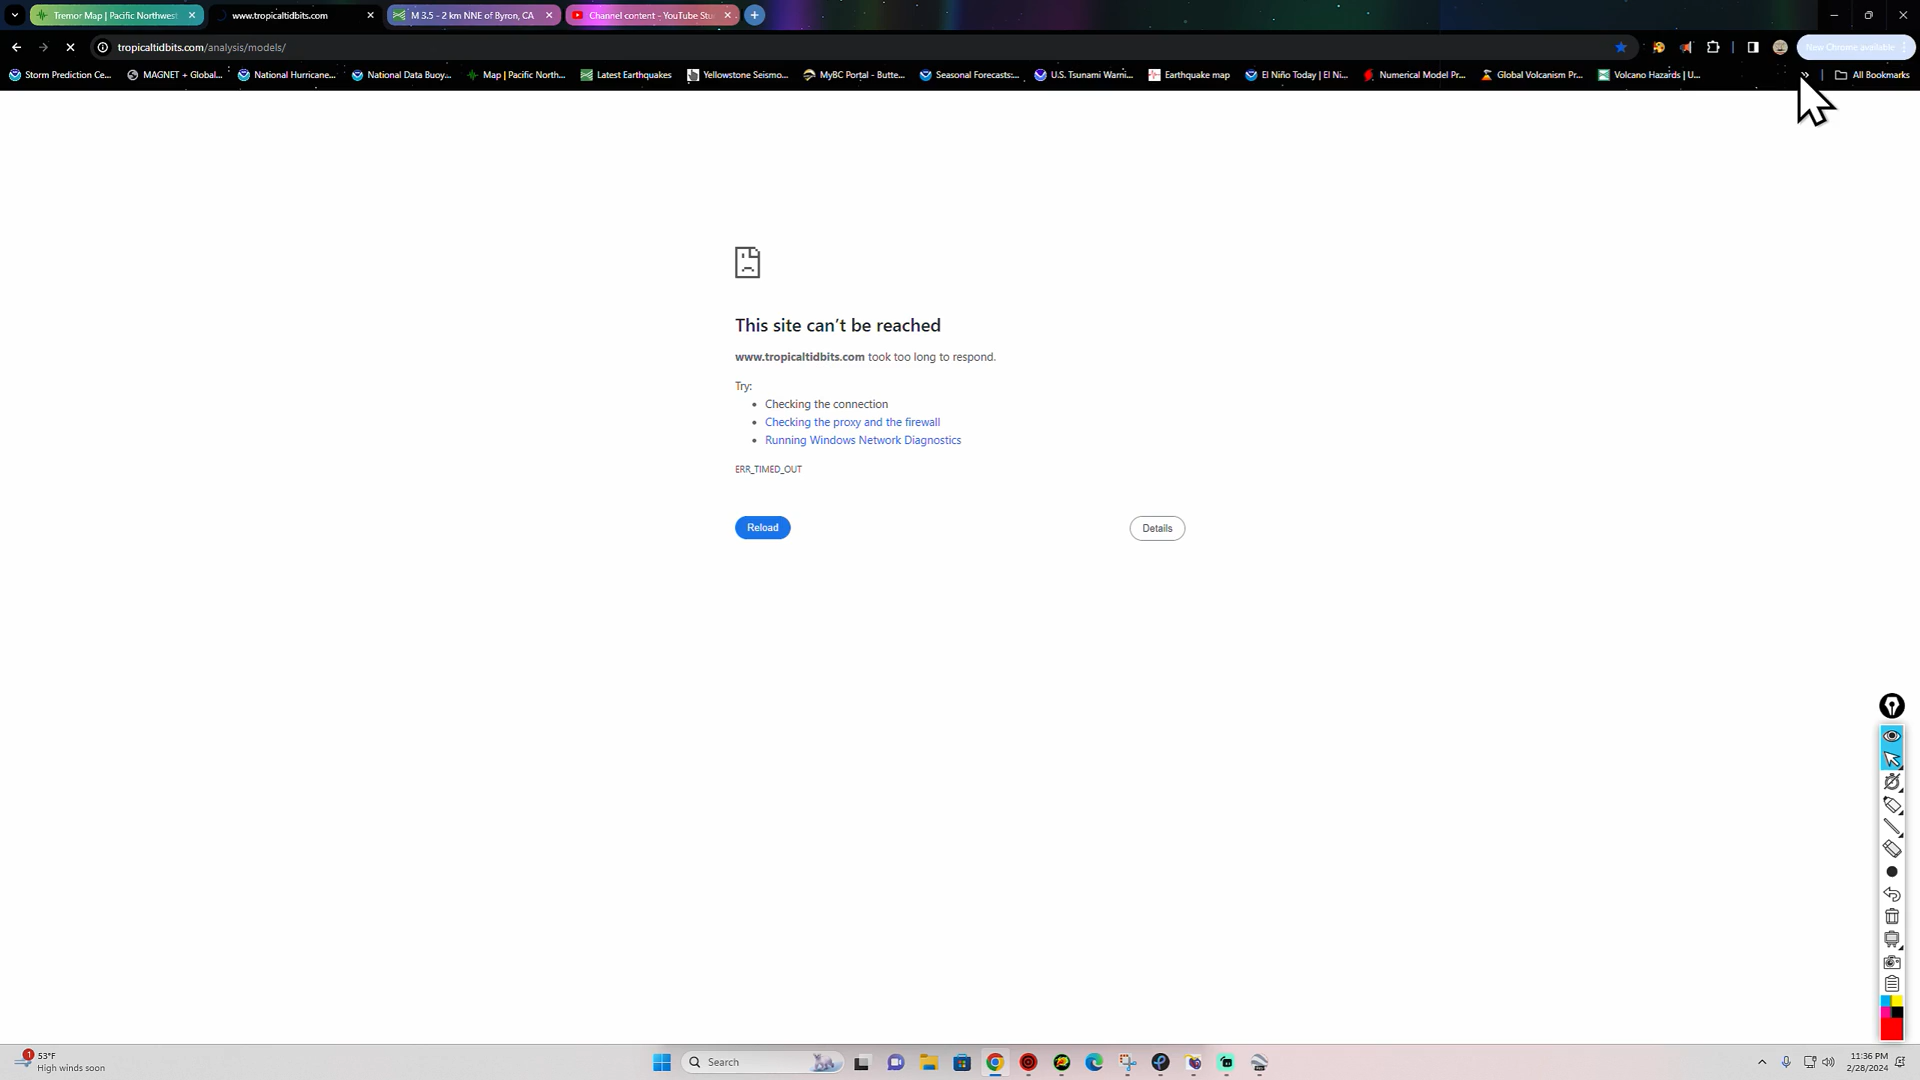 Tremor Map | Pacific Northwest
www.tropicaltidbits.com
M 3.5 - 2 km NNE of Byron, CA
Channel content - YouTube Stu
tropicaltidbits.com/analysis/models/
New Chrome available
Storm Prediction Ce...
MAGNET + Global...
National Hurricane...
National Data Buoy...
Map | Pacific North...
Latest Earthquakes
Yellowstone Seismo...
MyBC Portal - Butte...
Seasonal Forecasts:...
U.S. Tsunami Warni...
Earthquake map
El Niño Today | El Ni...
Numerical Model Pr...
Global Volcanism Pr...
Volcano Hazards | U...
All Bookmarks
This site can't be reached
www.tropicaltidbits.com took too long to respond.
Try:
• Checking the connection
• Checking the proxy and the firewall
• Running Windows Network Diagnostics
ERR_TIMED_OUT
Reload
Details
1
53°F
High winds soon
Search
11:36 PM
2/28/2024